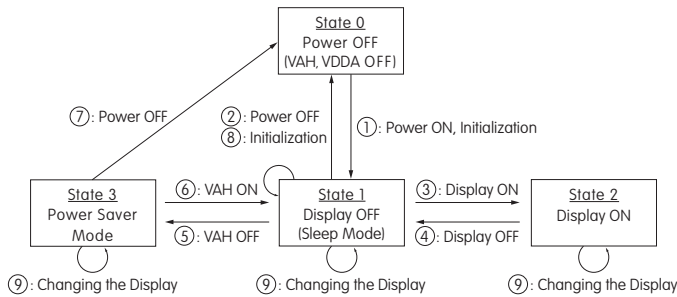 State 0
Power OFF
(VAH, VDDA OFF)
⑦: Power OFF
②: Power OFF
⑧: Initialization
①: Power ON, Initialization
State 3
Power Saver
Mode
⑥: VAH ON
⑤: VAH OFF
State 1
Display OFF
(Sleep Mode)
③: Display ON
④: Display OFF
State 2
Display ON
⑨: Changing the Display
⑨: Changing the Display
⑨: Changing the Display